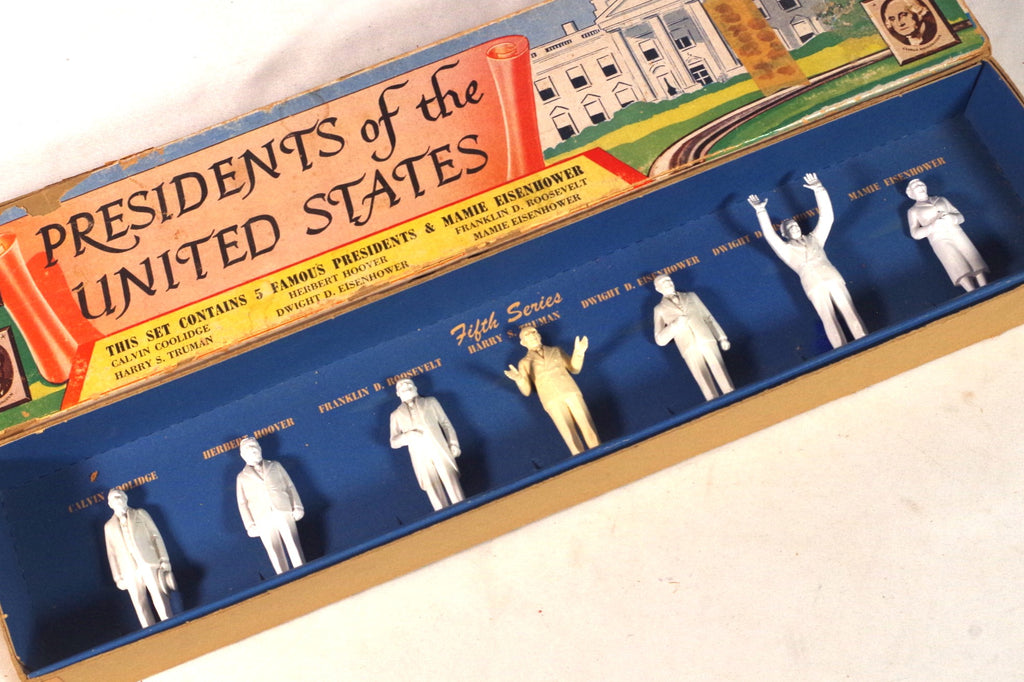 PRESIDENTS of the
UNITED STATES
THIS SET CONTAINS 5 FAMOUS PRESIDENTS & MAMIE EISENHOWER
CALVIN COOLIDGE HERBERT HOOVER FRANKLIN D. ROOSEVELT
HARRY S. TRUMAN DWIGHT D. EISENHOWER MAMIE EISENHOWER
Fifth Series
CALVIN COOLIDGE
HERBERT HOOVER
FRANKLIN D. ROOSEVELT
HARRY S. TRUMAN
DWIGHT D. EISENHOWER
DWIGHT D.
MAMIE EISENHOWER